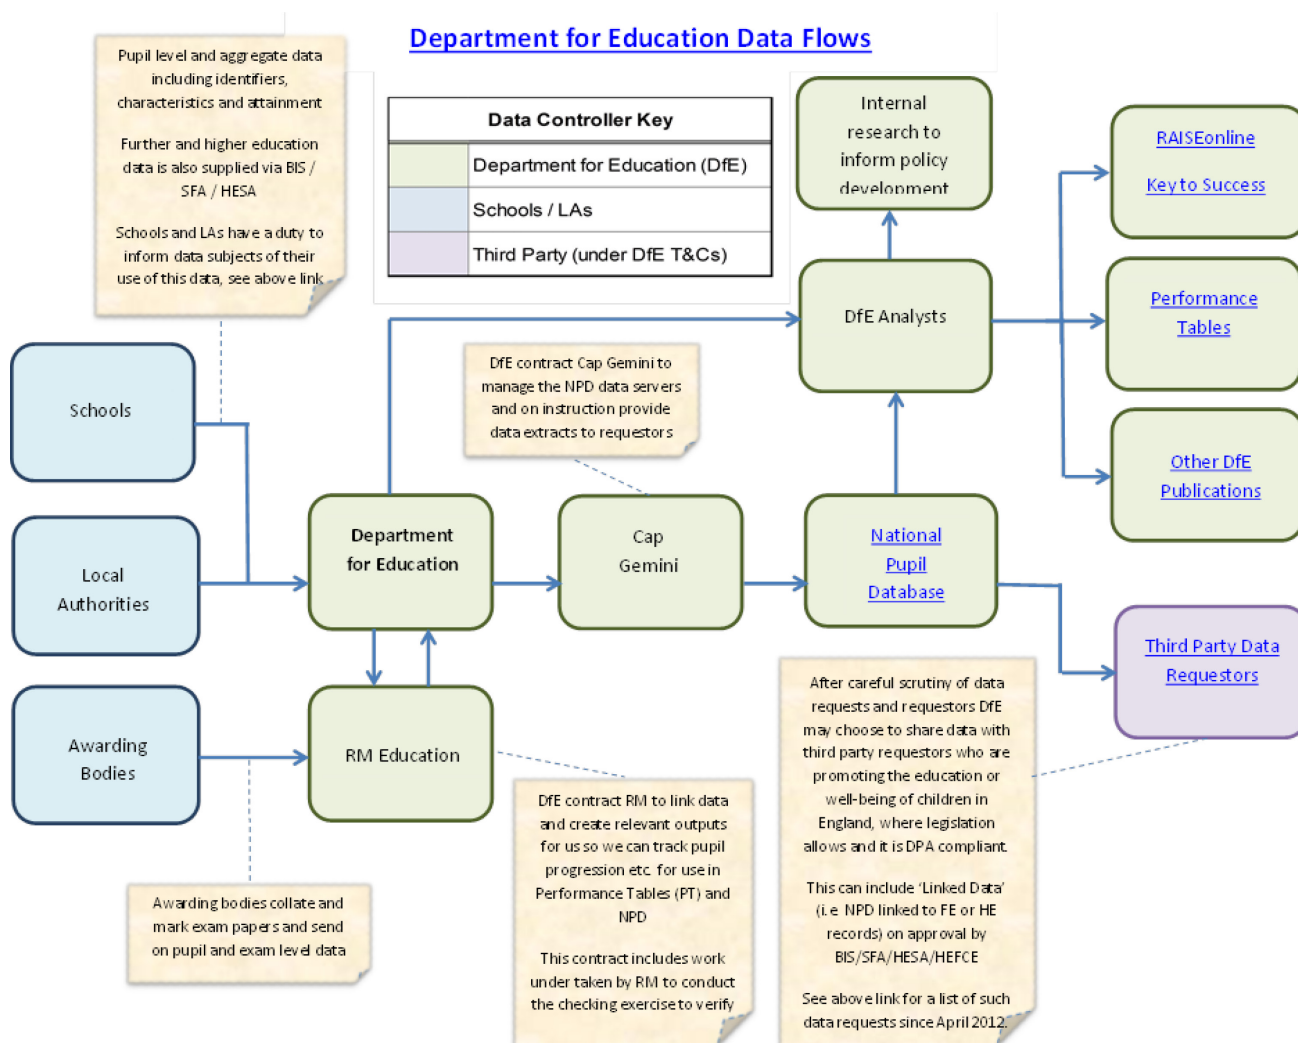 Department for Education Data Flows
Pupil level and aggregate data
including identifiers,
characteristics and attainment
Further and higher education
data is also supplied via BIS /
SFA / HESA
Schools and LAs have a duty to
inform data subjects of their
use of this data, see above link
Data Controller Key
Department for Education (DfE)
Schools / LAs
Third Party (under DfE T&Cs)
Internal
research to
inform policy
development
RAISEonline
Key to Success
DfE Analysts
Performance
Tables
DfE contract Cap Gemini to
manage the NPD data servers
and on instruction provide
data extracts to requestors
Schools
Other DfE
Publications
Local
Authorities
Department
for Education
Cap
Gemini
National
Pupil
Database
Third Party Data
Requestors
Awarding
Bodies
RM Education
After careful scrutiny of data
requests and requestors DfE
may choose to share data with
third party requestors who are
promoting the education or
well-being of children in
England, where legislation
allows and it is DPA compliant.
This can include ‘Linked Data’
(i.e NPD linked to FE or HE
records) on approval by
BIS/SFA/HESA/HEFCE
See above link for a list of such
data requests since April 2012.
DfE contract RM to link data
and create relevant outputs
for us so we can track pupil
progression etc. for use in
Performance Tables (PT) and
NPD
This contract includes work
under taken by RM to conduct
the checking exercise to verify
Awarding bodies collate and
mark exam papers and send
on pupil and exam level data